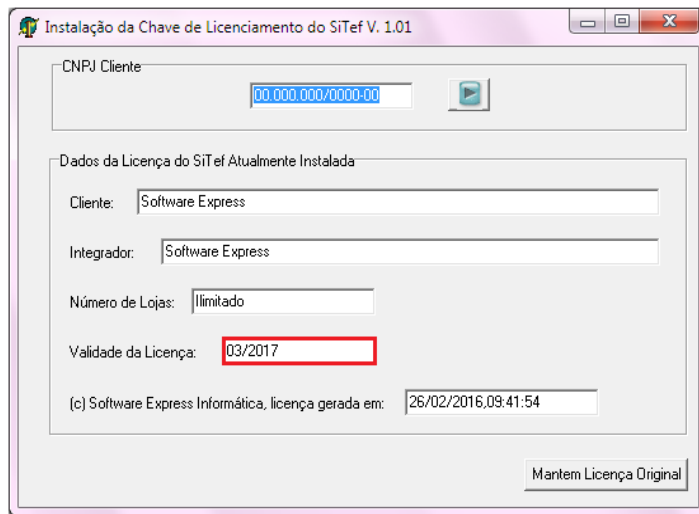 Instalação da Chave de Licenciamento do SiTef V. 1.01
CNPJ Cliente
00.000.000/0000-00
Dados da Licença do SiTef Atualmente Instalada
Cliente: Software Express
Integrador: Software Express
Número de Lojas: Ilimitado
Validade da Licença: 03/2017
(c) Software Express Informática, licença gerada em: 26/02/2016,09:41:54
Mantem Licença Original